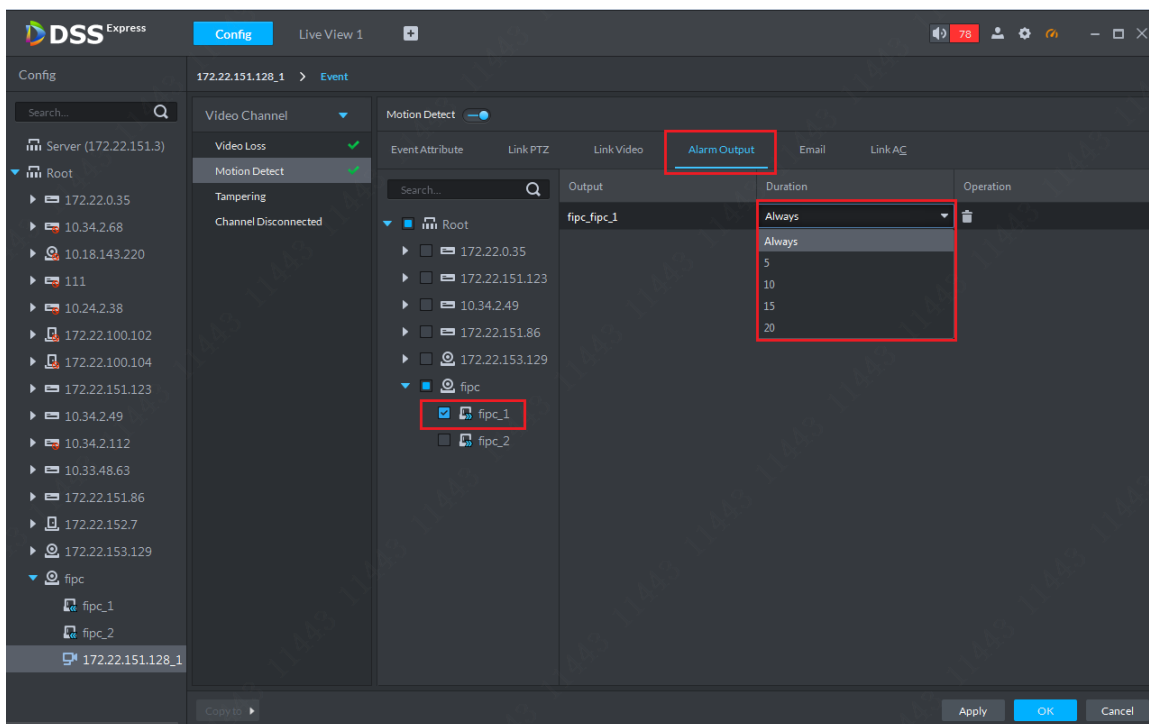 DSS Express
Config
Live View 1
78
Config
172.22.151.128_1 > Event
Search...
Server (172.22.151.3)
Root
172.22.0.35
10.34.2.68
10.18.143.220
111
10.24.2.38
172.22.100.102
172.22.100.104
172.22.151.123
10.34.2.49
10.34.2.112
10.33.48.63
172.22.151.86
172.22.152.7
172.22.153.129
fipc
fipc_1
fipc_2
172.22.151.128_1
Video Channel
Video Loss
Motion Detect
Tampering
Channel Disconnected
Motion Detect
Event Attribute Link PTZ Link Video Alarm Output Email Link AC
Search...
Root
172.22.0.35
172.22.151.123
10.34.2.49
172.22.151.86
172.22.153.129
fipc
fipc_1
fipc_2
Output Duration Operation
fipc_fipc_1 Always
Always
5
10
15
20
Copy to
Apply OK Cancel